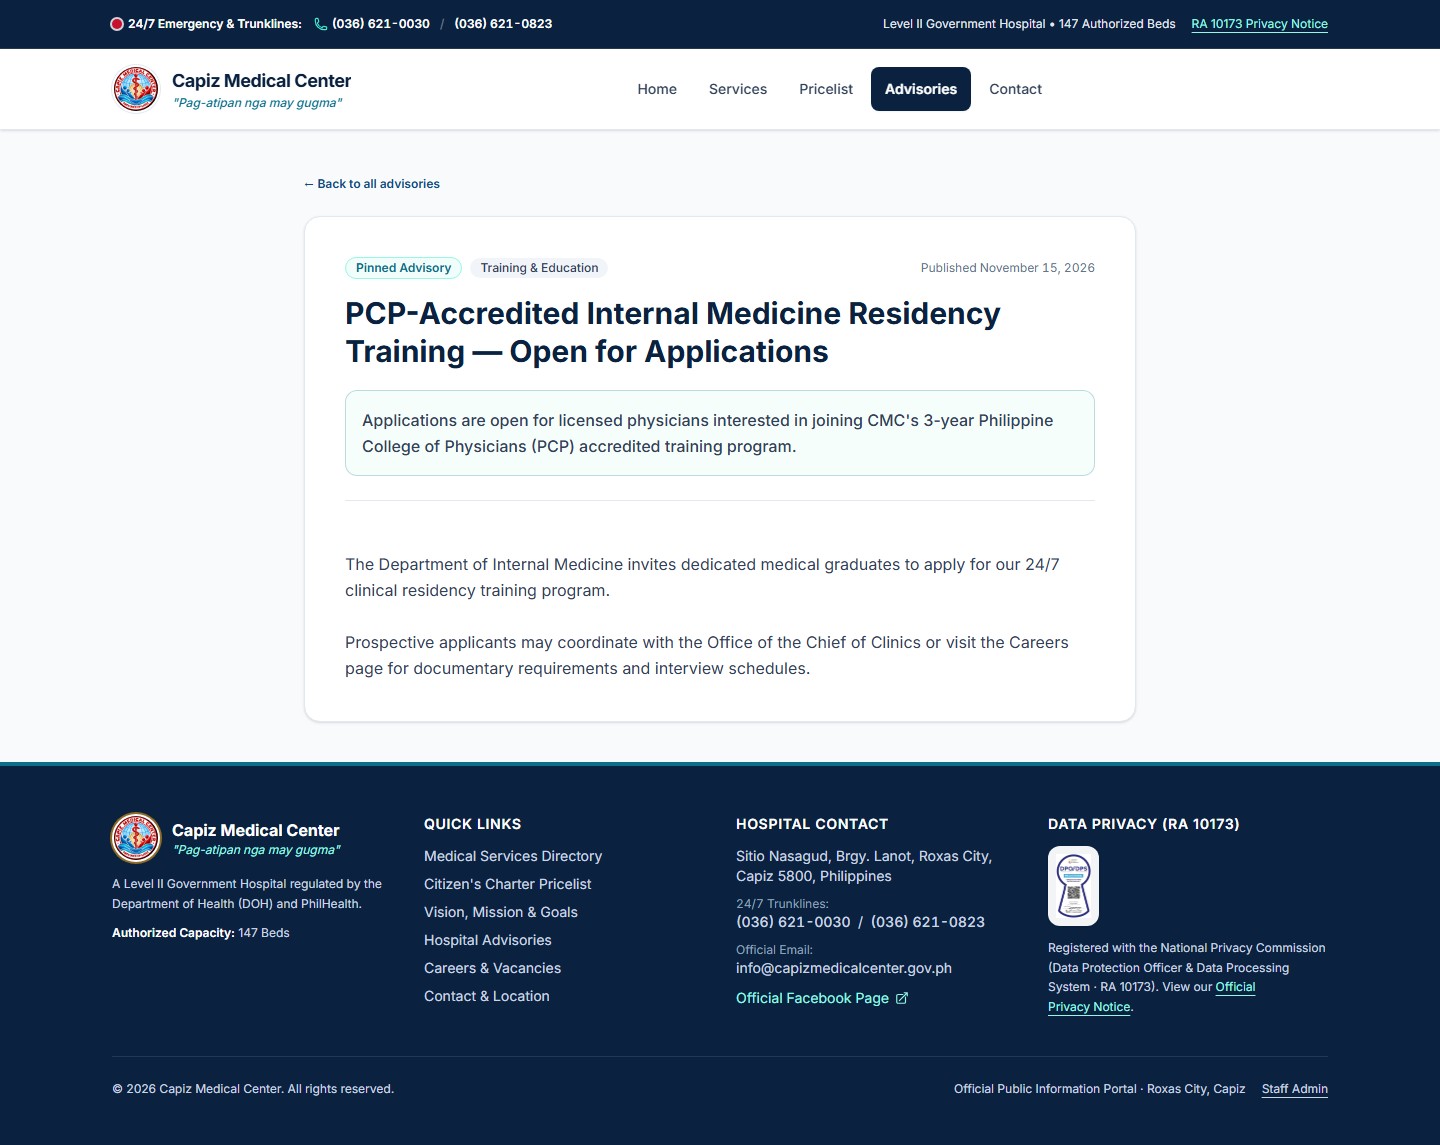 24/7 Emergency & Trunklines: (036) 621-0030 / (036) 621-0823
Level II Government Hospital • 147 Authorized Beds RA 10173 Privacy Notice
Capiz Medical Center
"Pag-atipan nga may gugma"
Home Services Pricelist Advisories Contact
← Back to all advisories
Pinned Advisory Training & Education Published November 15, 2026
PCP-Accredited Internal Medicine Residency
Training — Open for Applications
Applications are open for licensed physicians interested in joining CMC's 3-year Philippine
College of Physicians (PCP) accredited training program.
The Department of Internal Medicine invites dedicated medical graduates to apply for our 24/7
clinical residency training program.
Prospective applicants may coordinate with the Office of the Chief of Clinics or visit the Careers
page for documentary requirements and interview schedules.
Capiz Medical Center
"Pag-atipan nga may gugma"
A Level II Government Hospital regulated by the
Department of Health (DOH) and PhilHealth.
Authorized Capacity: 147 Beds
QUICK LINKS
Medical Services Directory
Citizen's Charter Pricelist
Vision, Mission & Goals
Hospital Advisories
Careers & Vacancies
Contact & Location
HOSPITAL CONTACT
Sitio Nasagud, Brgy. Lanot, Roxas City,
Capiz 5800, Philippines
24/7 Trunklines:
(036) 621-0030 / (036) 621-0823
Official Email:
info@capizmedicalcenter.gov.ph
Official Facebook Page
DATA PRIVACY (RA 10173)
DPO/DPS
Registered with the National Privacy Commission
(Data Protection Officer & Data Processing
System · RA 10173). View our Official
Privacy Notice.
© 2026 Capiz Medical Center. All rights reserved.
Official Public Information Portal · Roxas City, Capiz Staff Admin